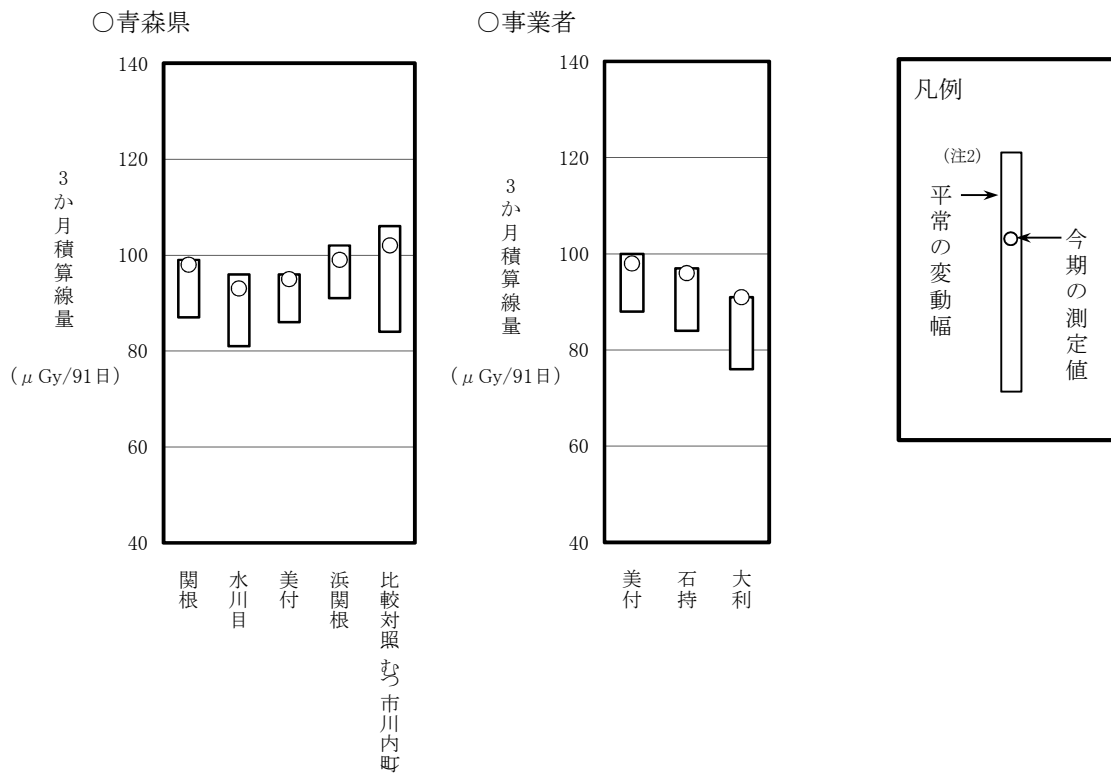 ○青森県
140
120
100
80
60
40
3か月積算線量
(μGy/91日)
関根
水川目
美付
浜関根
比較対照 むつ市川内町
○事業者
140
120
100
80
60
40
3か月積算線量
(μGy/91日)
美付
石持
大利
凡例
(注2)
平常の変動幅
今期の測定値